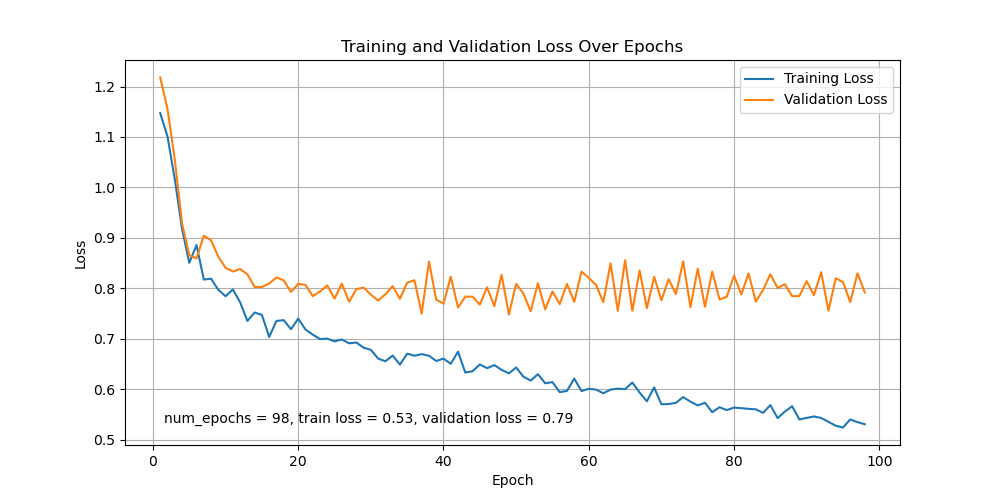 Training and Validation Loss Over Epochs
Training Loss
Validation Loss
1.2
1.1
1.0
0.9
0.8
0.7
0.6
0.5
Loss
num_epochs = 98, train loss = 0.53, validation loss = 0.79
0 20 40 60 80 100
Epoch